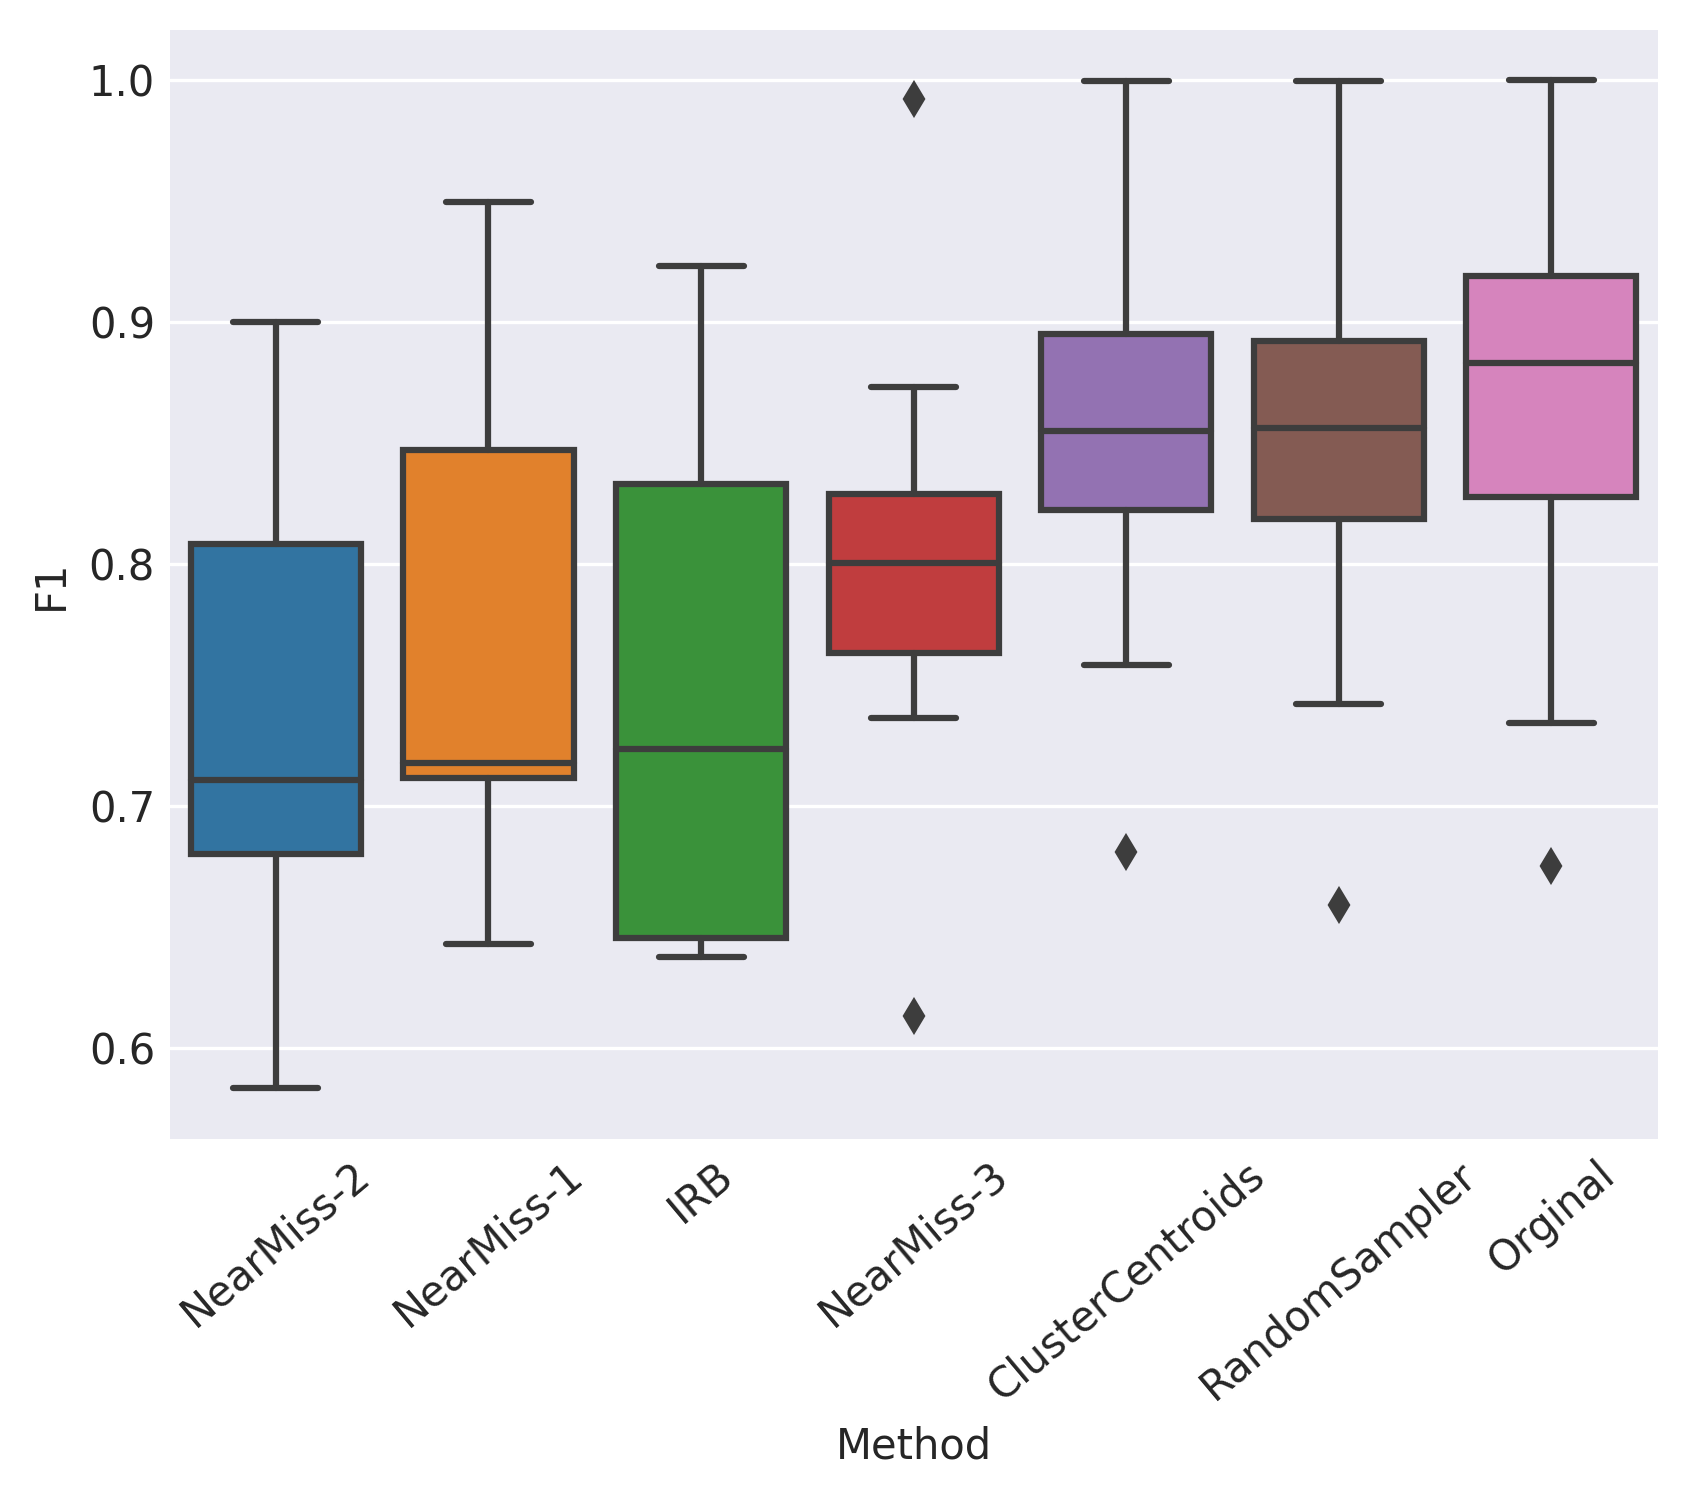 1.0
0.9
0.8
0.7
0.6
F1
NearMiss-2
NearMiss-1
IRB
NearMiss-3
ClusterCentroids
RandomSampler
Orginal
Method